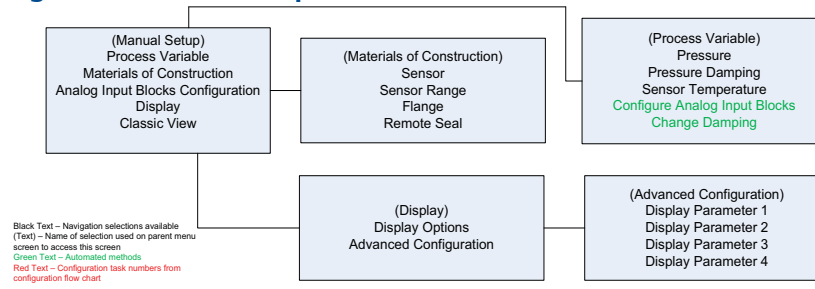 (Manual Setup)
Process Variable
Materials of Construction
Analog Input Blocks Configuration
Display
Classic View
(Materials of Construction)
Sensor
Sensor Range
Flange
Remote Seal
(Process Variable)
Pressure
Pressure Damping
Sensor Temperature
Configure Analog Input Blocks
Change Damping
(Display)
Display Options
Advanced Configuration
(Advanced Configuration)
Display Parameter 1
Display Parameter 2
Display Parameter 3
Display Parameter 4
Black Text – Navigation selections available
(Text) – Name of selection used on parent menu
screen to access this screen
Green Text – Automated methods
Red Text – Configuration task numbers from
configuration flow chart